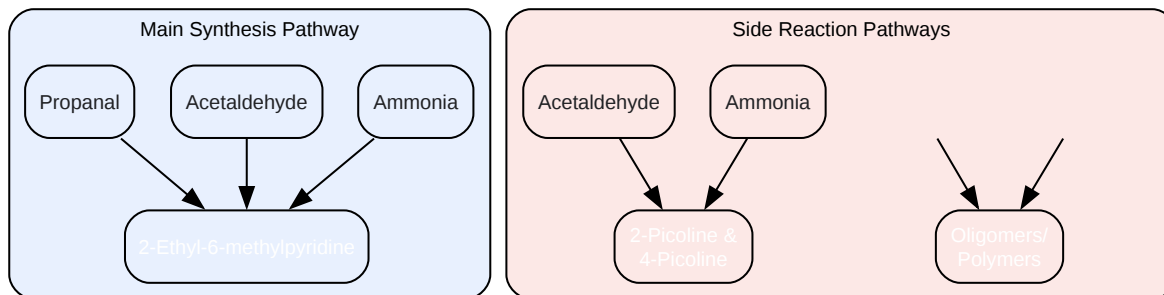 Main Synthesis Pathway
Side Reaction Pathways
Propanal
Acetaldehyde
Ammonia
Acetaldehyde
Ammonia
2-Ethyl-6-methylpyridine
2-Picoline &
4-Picoline
Oligomers/
Polymers